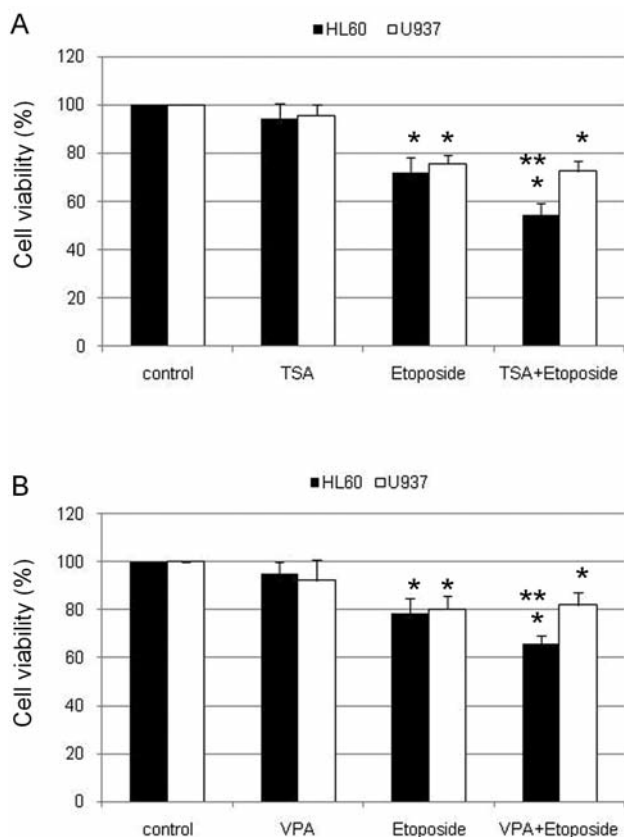 A
■HL60 □U937
120
100
80
60
40
20
0
Cell viability (%)
* * ** * *
control TSA Etoposide TSA+Etoposide
B
■HL60 □U937
120
100
80
60
40
20
0
Cell viability (%)
* * ** * *
control VPA Etoposide VPA+Etoposide